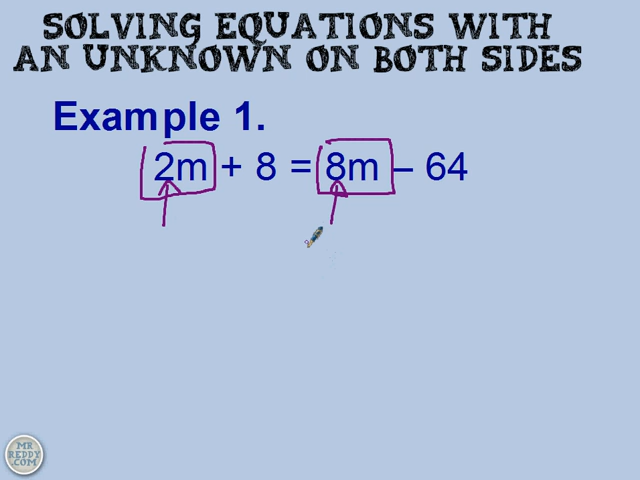 SOLVING EQUATIONS WITH
AN UNKNOWN ON BOTH SIDES
Example 1.
2m + 8 = 8m – 64
MR
REDDY
.COM